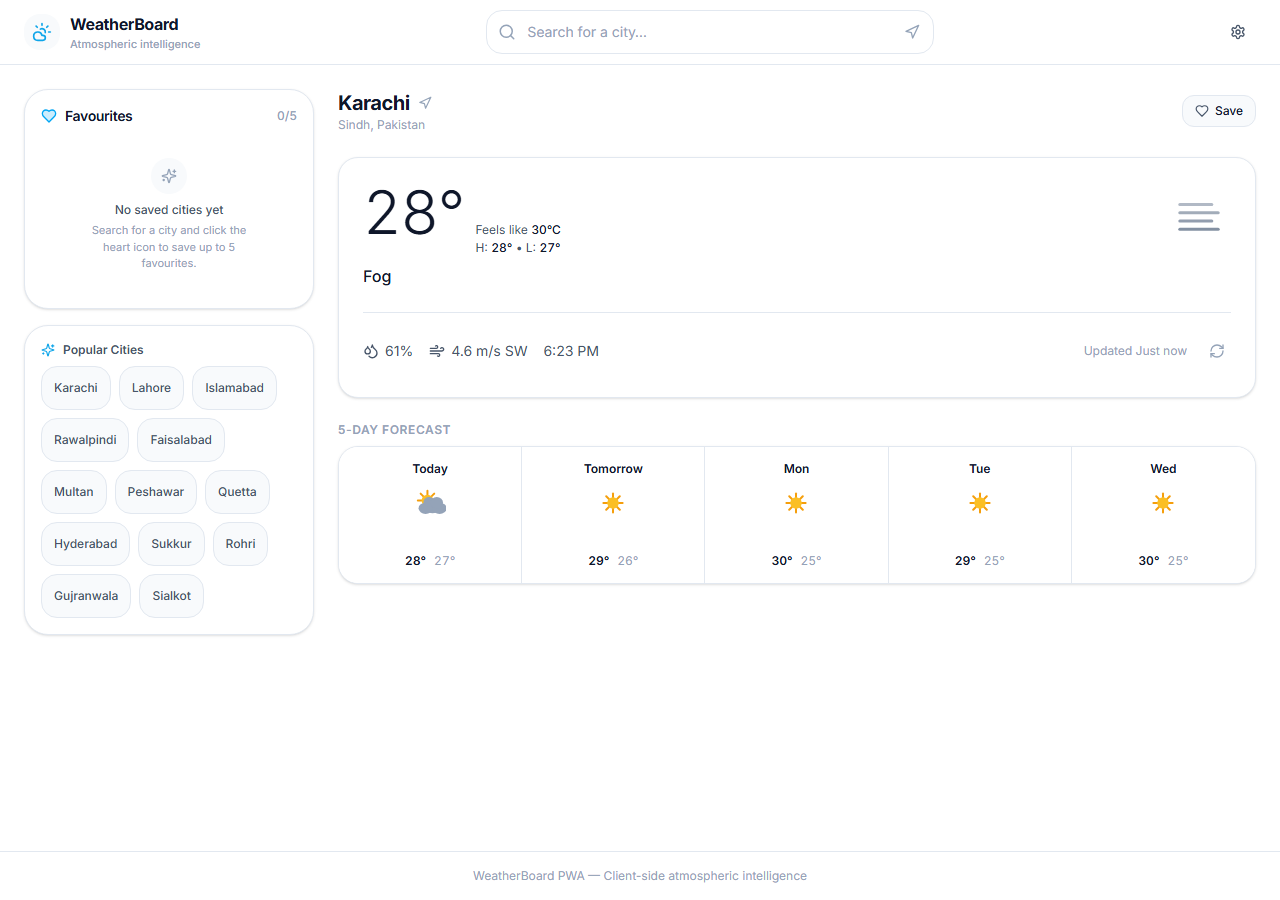 WeatherBoard
Atmospheric intelligence
Search for a city...
Favourites 0/5
No saved cities yet
Search for a city and click the
heart icon to save up to 5
favourites.
Popular Cities
Karachi Lahore Islamabad
Rawalpindi Faisalabad
Multan Peshawar Quetta
Hyderabad Sukkur Rohri
Gujranwala Sialkot
Karachi
Sindh, Pakistan
Save
28°
Feels like 30°C
H: 28° • L: 27°
Fog
61% 4.6 m/s SW 6:23 PM
Updated Just now
5-DAY FORECAST
Today Tomorrow Mon Tue Wed
28° 27° 29° 26° 30° 25° 29° 25° 30° 25°
WeatherBoard PWA — Client-side atmospheric intelligence